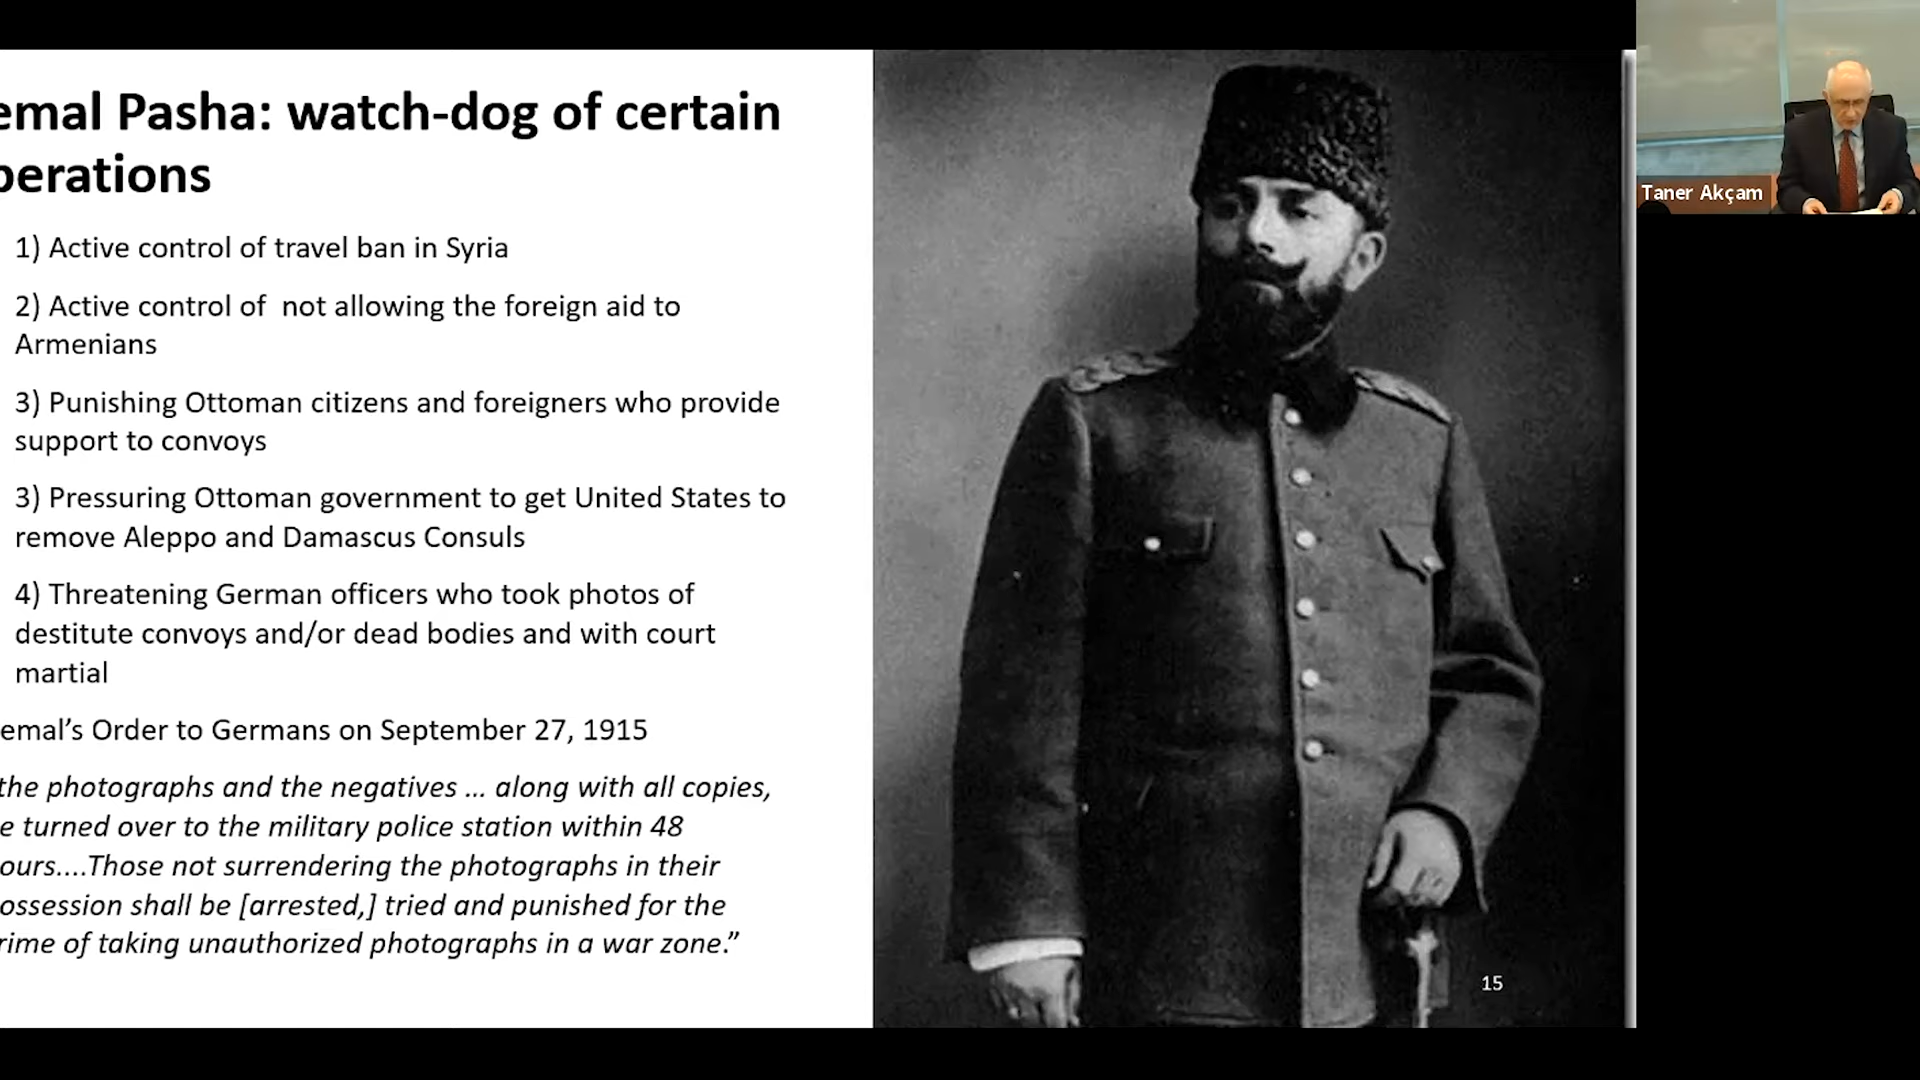 emal Pasha: watch-dog of certain
perations
1) Active control of travel ban in Syria
2) Active control of  not allowing the foreign aid to
Armenians
3) Punishing Ottoman citizens and foreigners who provide
support to convoys
3) Pressuring Ottoman government to get United States to
remove Aleppo and Damascus Consuls
4) Threatening German officers who took photos of
destitute convoys and/or dead bodies and with court
martial
emal’s Order to Germans on September 27, 1915
the photographs and the negatives ... along with all copies,
e turned over to the military police station within 48
ours....Those not surrendering the photographs in their
ossession shall be [arrested,] tried and punished for the
rime of taking unauthorized photographs in a war zone.”
15
Taner Akçam